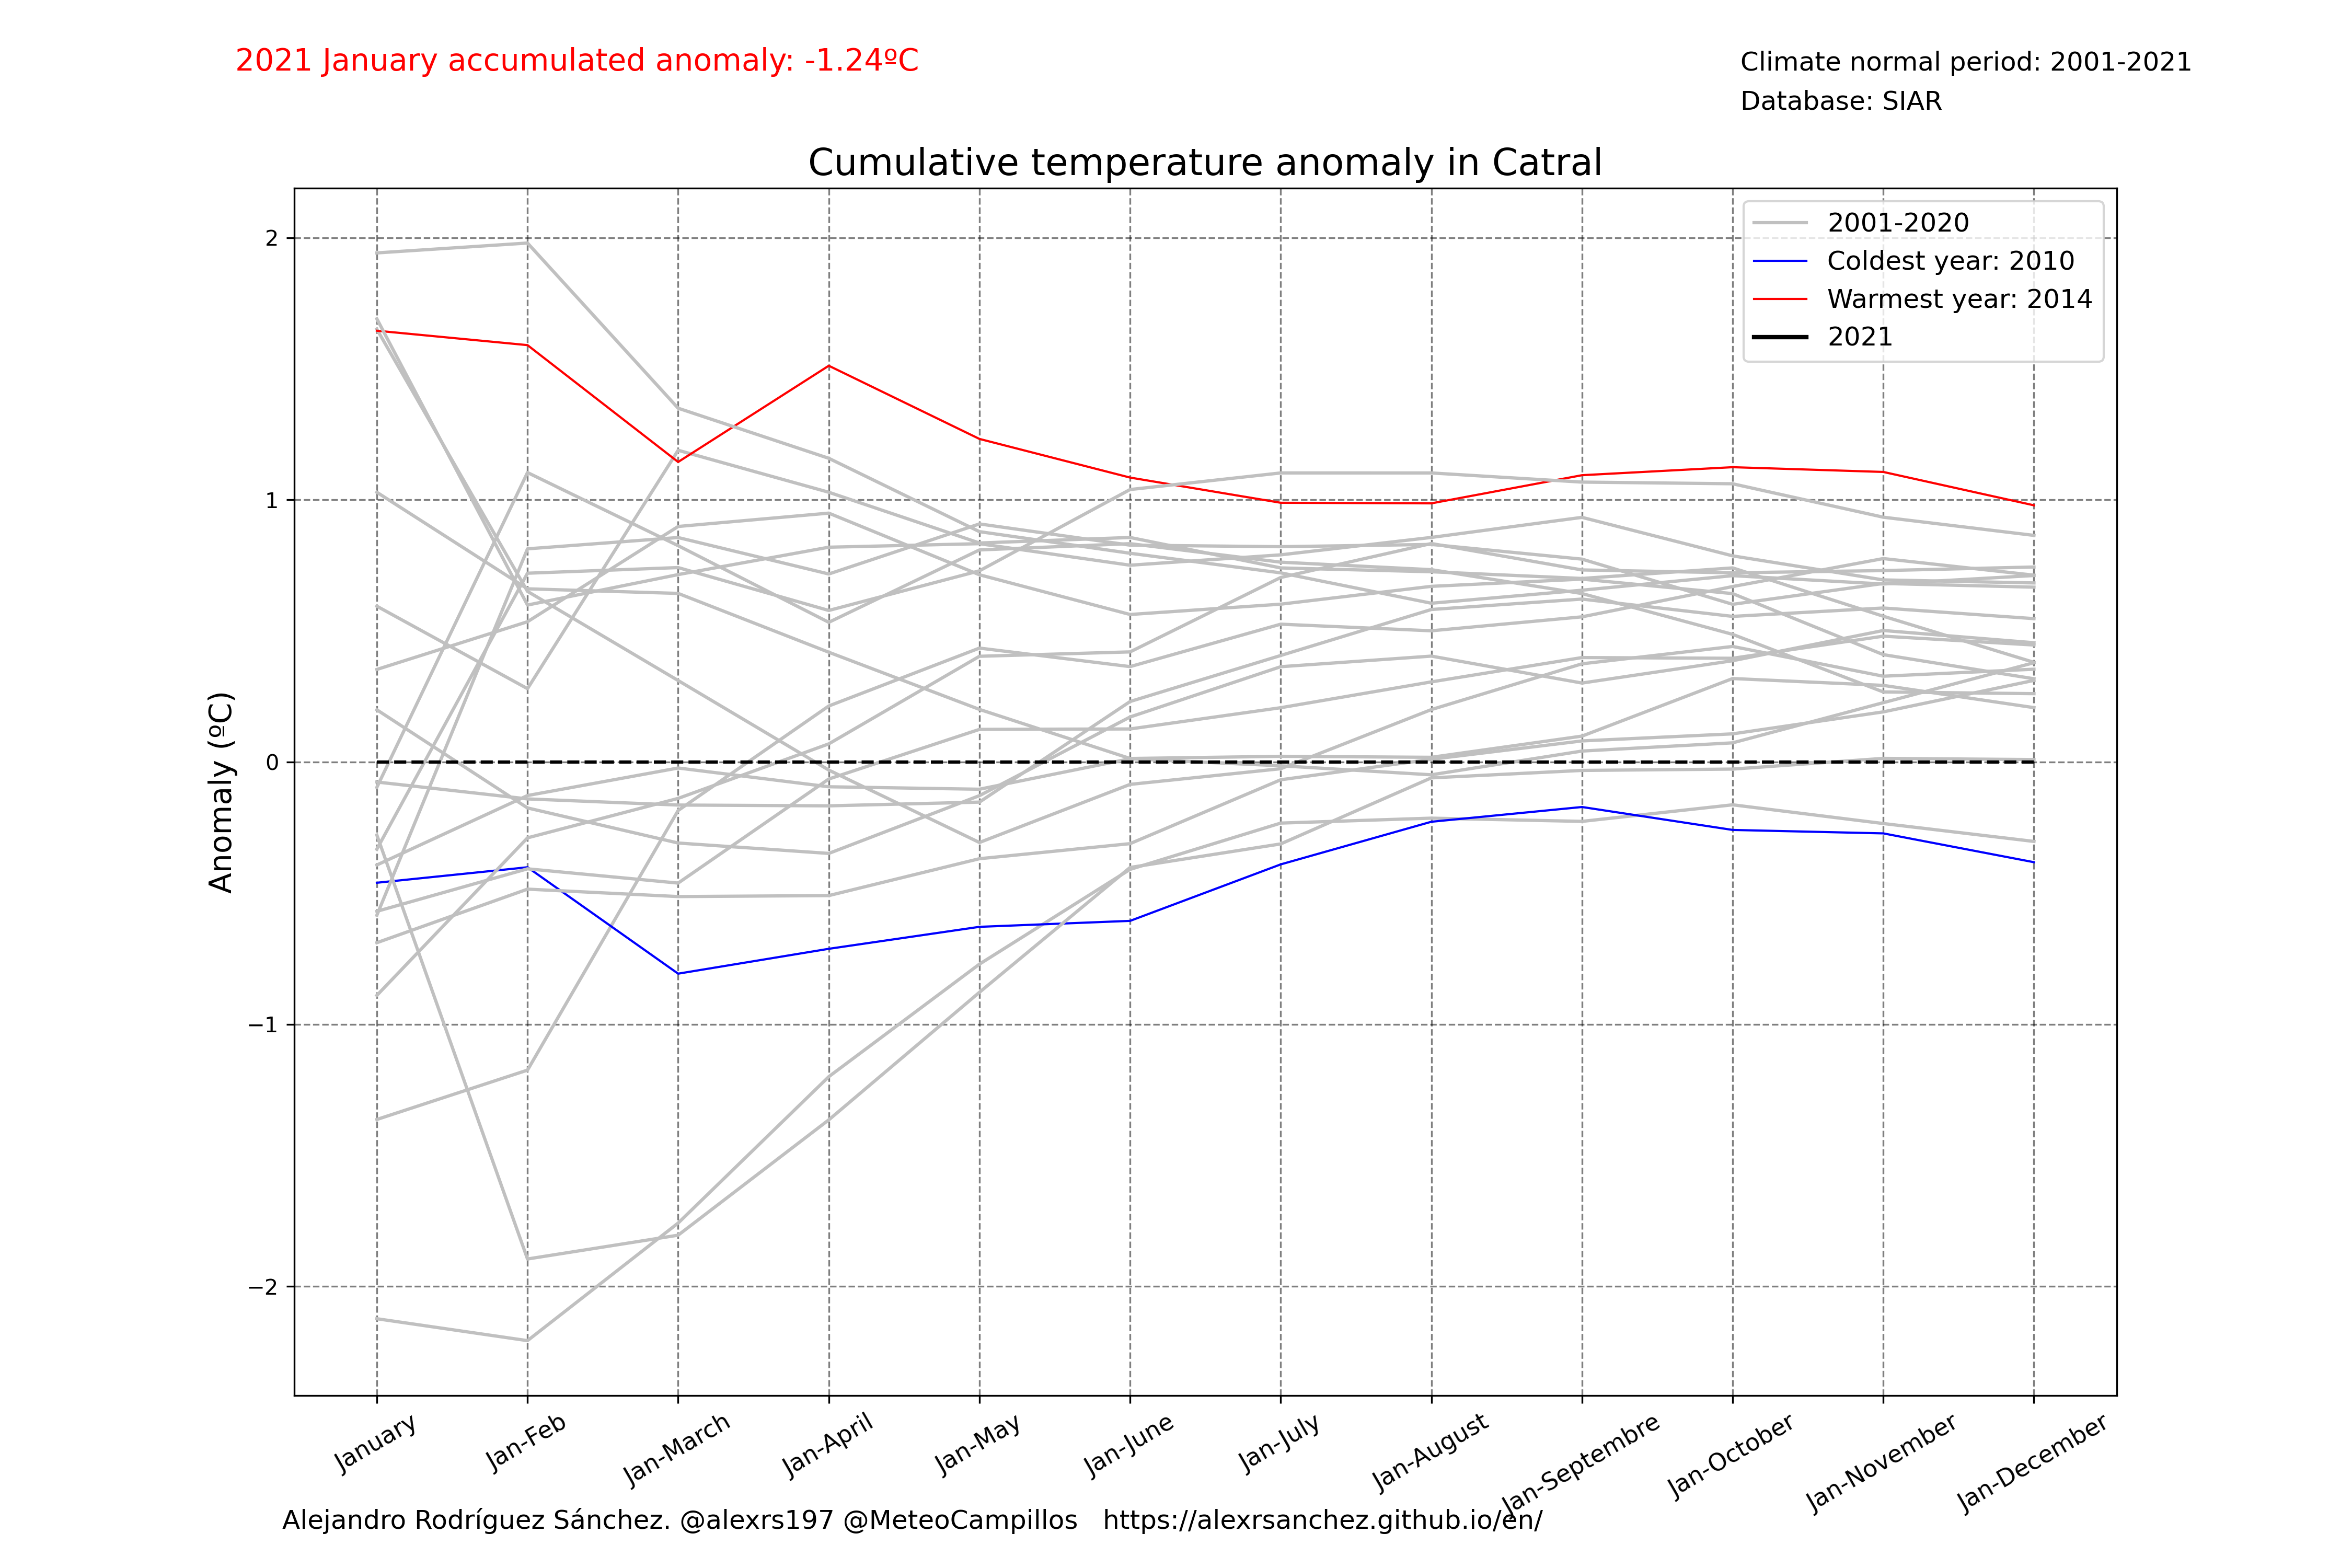 2021 January accumulated anomaly: -1.24ºC
Climate normal period: 2001-2021
Database: SIAR
Cumulative temperature anomaly in Catral
2001-2020
Coldest year: 2010
Warmest year: 2014
2021
Anomaly (ºC)
2
1
0
−1
−2
January
Jan-Feb
Jan-March
Jan-April
Jan-May
Jan-June
Jan-July
Jan-August
Jan-Septembre
Jan-October
Jan-November
Jan-December
Alejandro Rodríguez Sánchez. @alexrs197 @MeteoCampillos   https://alexrsanchez.github.io/en/